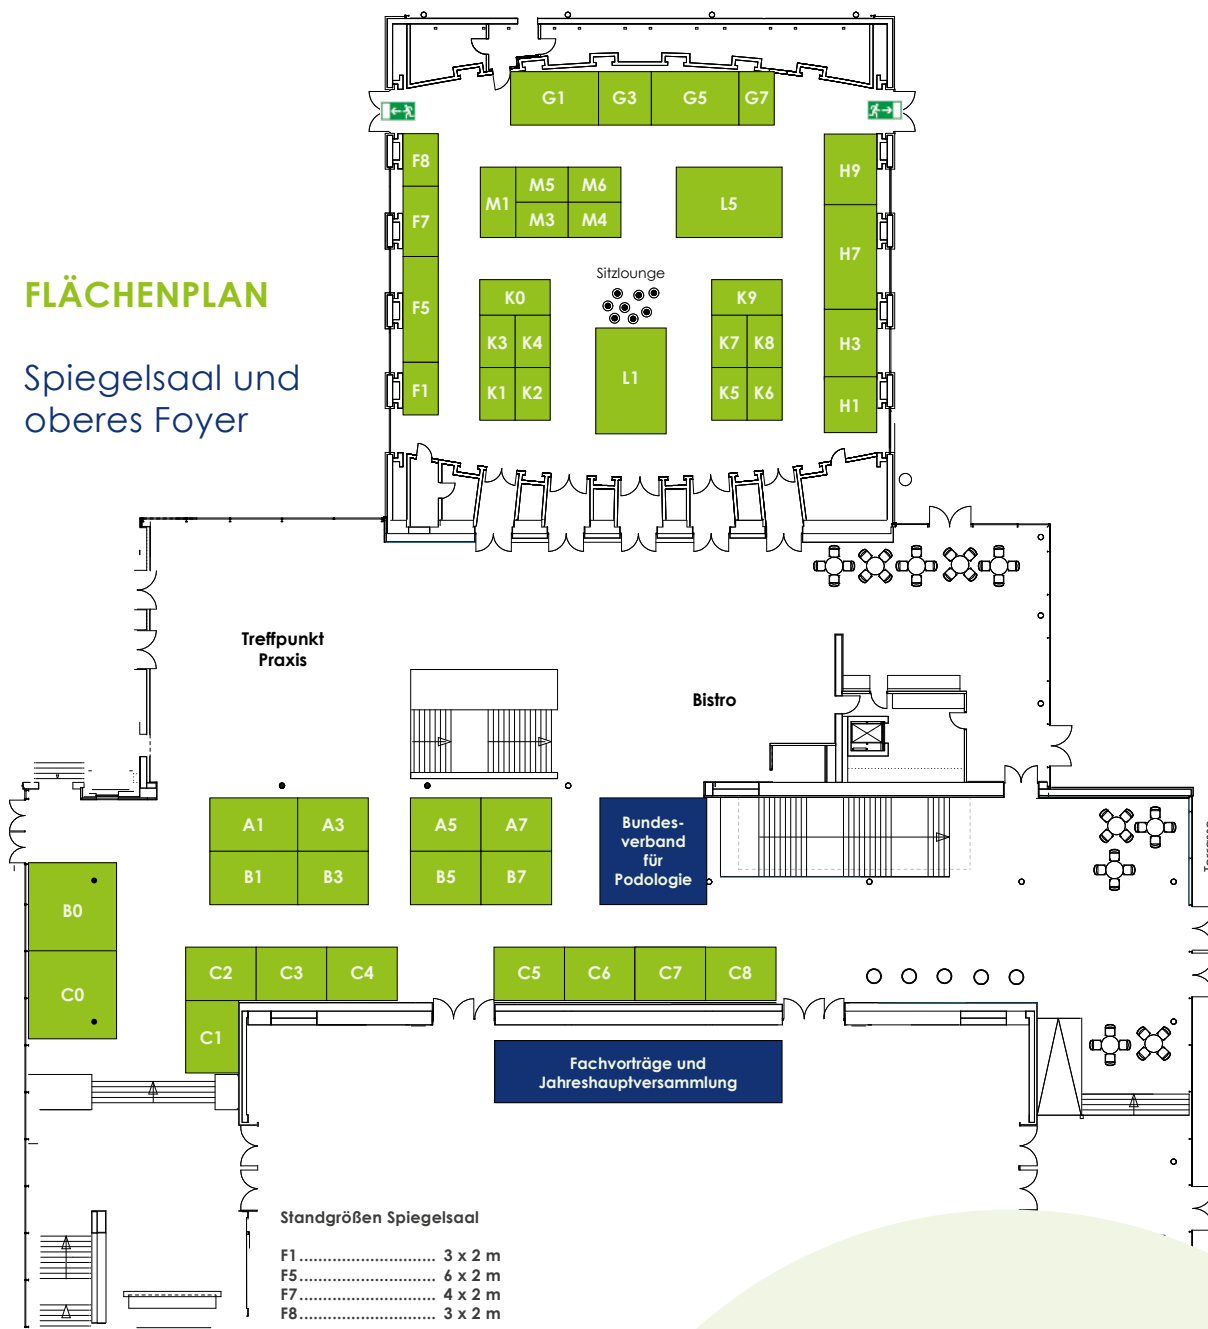 G1 G3 G5 G7
F8 H9
M5 M6
M1 L5
M3 M4
F7
H7
Sitzlounge
FLÄCHENPLAN
K0 K9
F5
K3 K4 K7 K8 H3
Spiegelsaal und
oberes Foyer
L1
F1 K1 K2 K5 K6 H1
Treffpunkt
Praxis
Bistro
A1 A3 A5 A7
B1 B3 B5 B7
Bundes-
verband
für
Podologie
Terrasse
B0
C2 C3 C4 C5 C6 C7 C8
C0
C1
Fachvorträge und
Jahreshauptversammlung
Standgrößen Spiegelsaal
F1 ............................ 3 x 2 m
F5 ............................ 6 x 2 m
F7 ............................ 4 x 2 m
F8 ............................ 3 x 2 m